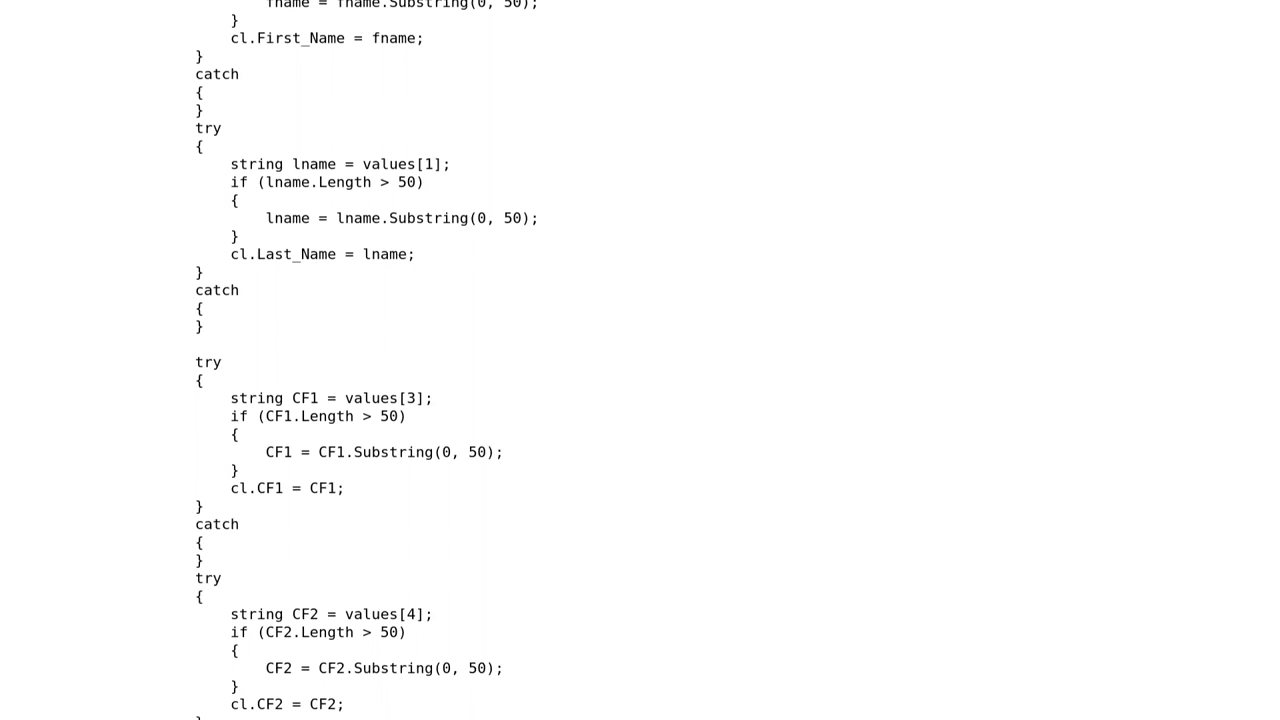 fname = fname.Substring(0, 50);
}
cl.First_Name = fname;
}
catch
{
}
try
{
string lname = values[1];
if (lname.Length > 50)
{
lname = lname.Substring(0, 50);
}
cl.Last_Name = lname;
}
catch
{
}
try
{
string CF1 = values[3];
if (CF1.Length > 50)
{
CF1 = CF1.Substring(0, 50);
}
cl.CF1 = CF1;
}
catch
{
}
try
{
string CF2 = values[4];
if (CF2.Length > 50)
{
CF2 = CF2.Substring(0, 50);
}
cl.CF2 = CF2;
}